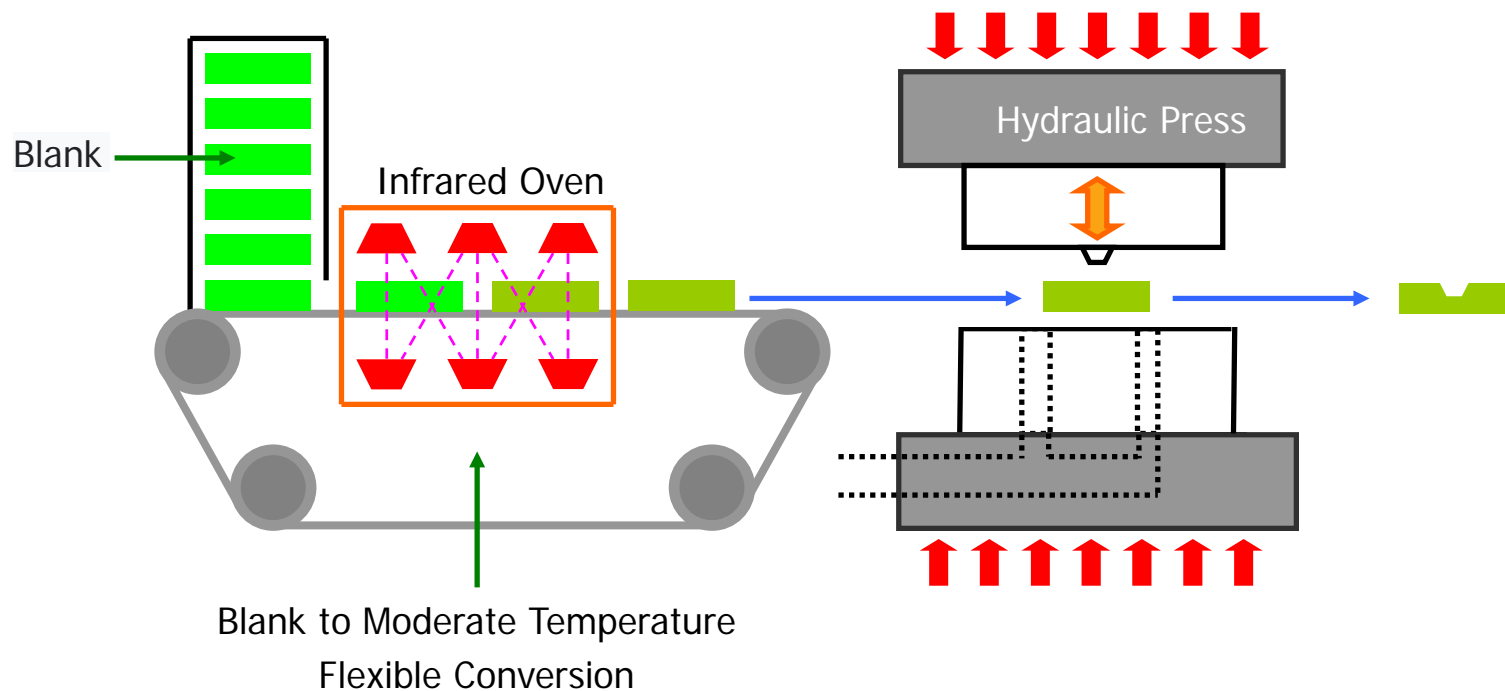 Hydraulic Press
Blank
Infrared Oven
Blank to Moderate Temperature
Flexible Conversion